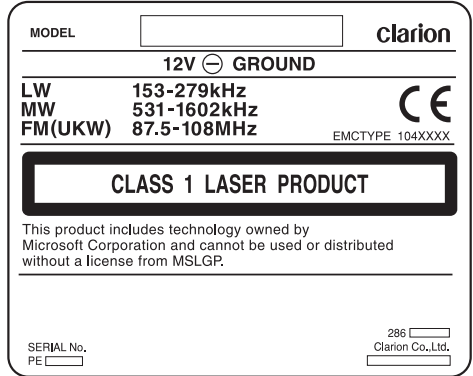 MODEL clarion
12V ⊖ GROUND
LW 153-279kHz
MW 531-1602kHz
FM(UKW) 87.5-108MHz
CE
EMCTYPE 104XXXX
CLASS 1 LASER PRODUCT
This product includes technology owned by
Microsoft Corporation and cannot be used or distributed
without a license from MSLGP.
286
SERIAL No. Clarion Co.,Ltd.
PE